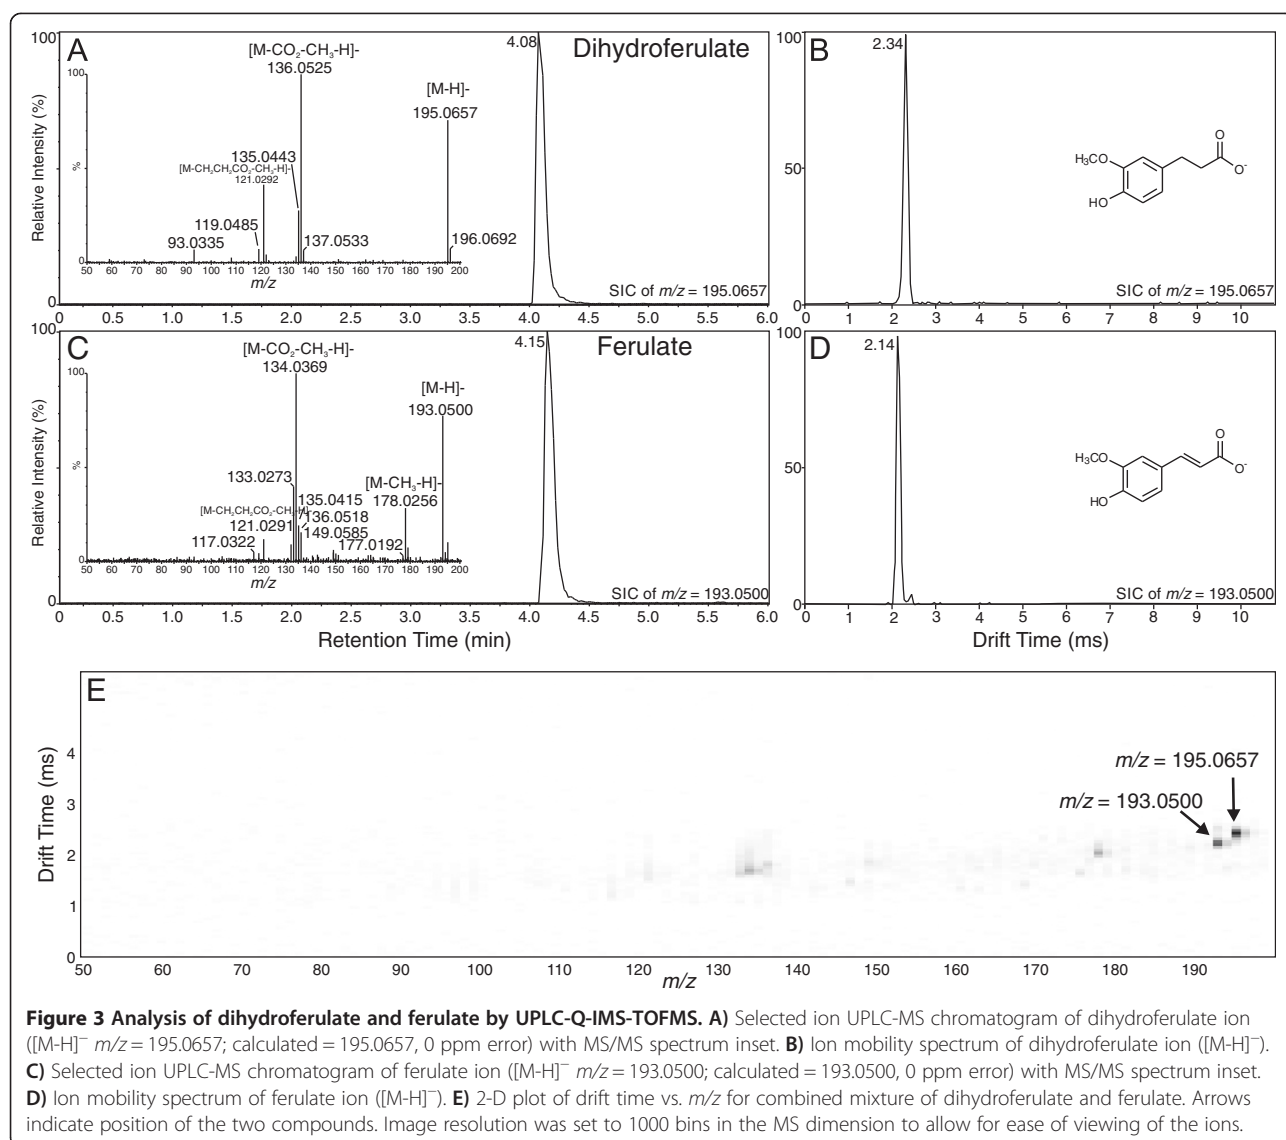 A
Dihydroferulate
100
50
0
Relative Intensity (%)
4.08
[M-CO₂-CH₃-H]-
136.0525
[M-H]-
195.0657
135.0443
[M-CH₂CH₂CO₂-CH₃-H]-
121.0292
119.0485
93.0335
137.0533
196.0692
100
%
0
50 60 70 80 90 100 110 120 130 140 150 160 170 180 190 200
m/z
SIC of m/z = 195.0657
0 0.5 1.0 1.5 2.0 2.5 3.0 3.5 4.0 4.5 5.0 5.5 6.0
B
2.34
100
50
0
H₃CO
HO
O
O-
SIC of m/z = 195.0657
0 1 2 3 4 5 6 7 8 9 10
C
Ferulate
100
0
Relative Intensity (%)
4.15
[M-CO₂-CH₃-H]-
134.0369
[M-H]-
193.0500
133.0273
[M-CH₃-H]-
178.0256
135.0415
[M-CH₂CH₂CO₂-CH₃-H]-
136.0518
121.0291
149.0585
117.0322
177.0192
100
%
0
50 60 70 80 90 100 110 120 130 140 150 160 170 180 190 200
m/z
SIC of m/z = 193.0500
0 0.5 1.0 1.5 2.0 2.5 3.0 3.5 4.0 4.5 5.0 5.5 6.0
Retention Time (min)
D
2.14
100
50
0
H₃CO
HO
O
O-
SIC of m/z = 193.0500
0 1 2 3 4 5 6 7 8 9 10
Drift Time (ms)
E
Drift Time (ms)
4
3
2
1
0
m/z = 195.0657
m/z = 193.0500
50 60 70 80 90 100 110 120 130 140 150 160 170 180 190
m/z
Figure 3 Analysis of dihydroferulate and ferulate by UPLC-Q-IMS-TOFMS. A) Selected ion UPLC-MS chromatogram of dihydroferulate ion
([M-H]⁻ m/z = 195.0657; calculated = 195.0657, 0 ppm error) with MS/MS spectrum inset. B) Ion mobility spectrum of dihydroferulate ion ([M-H]⁻).
C) Selected ion UPLC-MS chromatogram of ferulate ion ([M-H]⁻ m/z = 193.0500; calculated = 193.0500, 0 ppm error) with MS/MS spectrum inset.
D) Ion mobility spectrum of ferulate ion ([M-H]⁻). E) 2-D plot of drift time vs. m/z for combined mixture of dihydroferulate and ferulate. Arrows
indicate position of the two compounds. Image resolution was set to 1000 bins in the MS dimension to allow for ease of viewing of the ions.